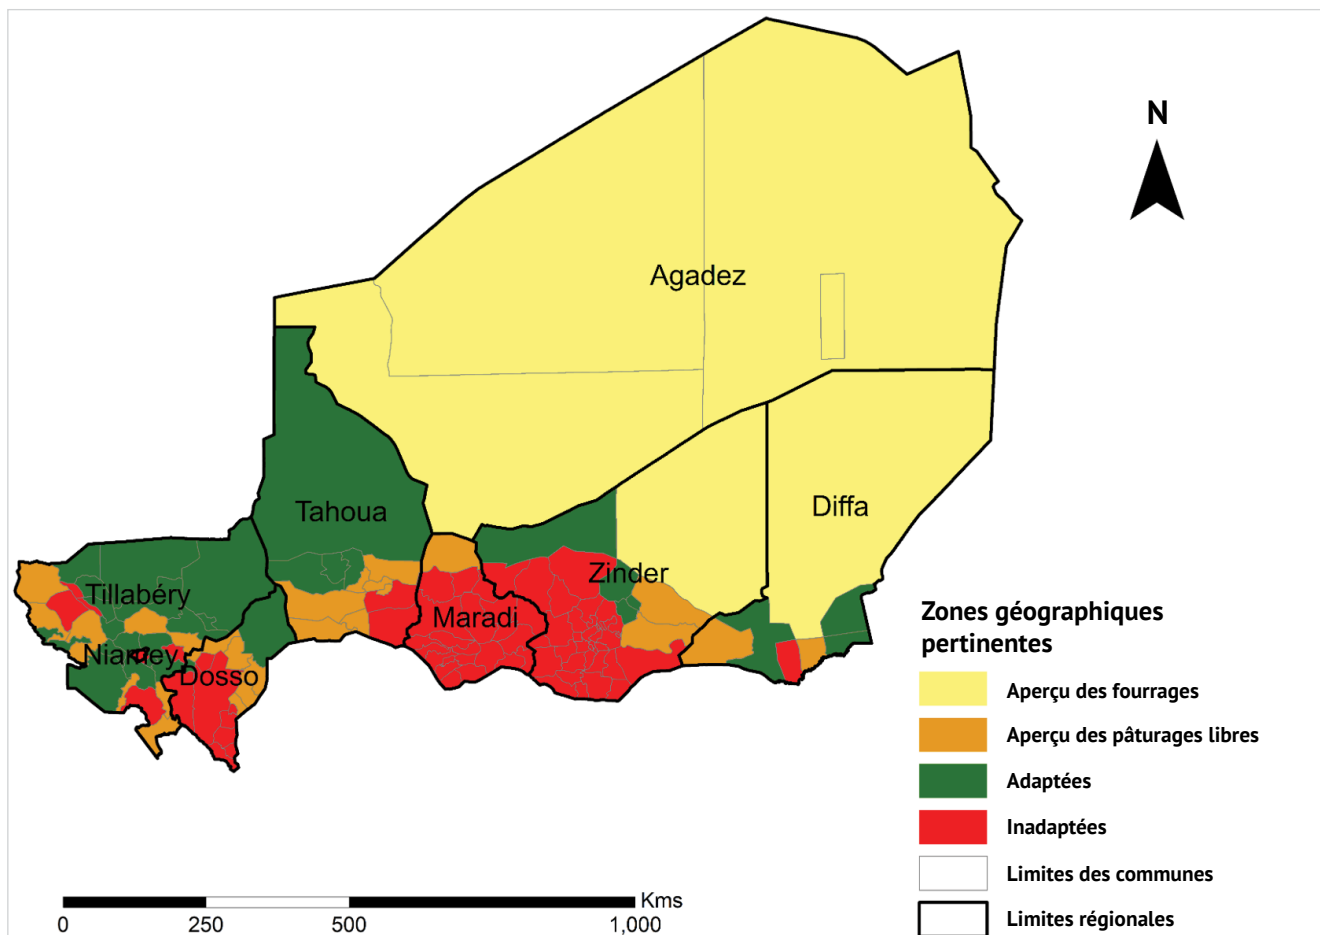 N
Agadez
Tahoua
Diffa
Zinder
Tillabéry
Maradi
Niamey
Dosso
Zones géographiques
pertinentes
Aperçu des fourrages
Aperçu des pâturages libres
Adaptées
Inadaptées
Limites des communes
Limites régionales
Kms
0 250 500 1,000